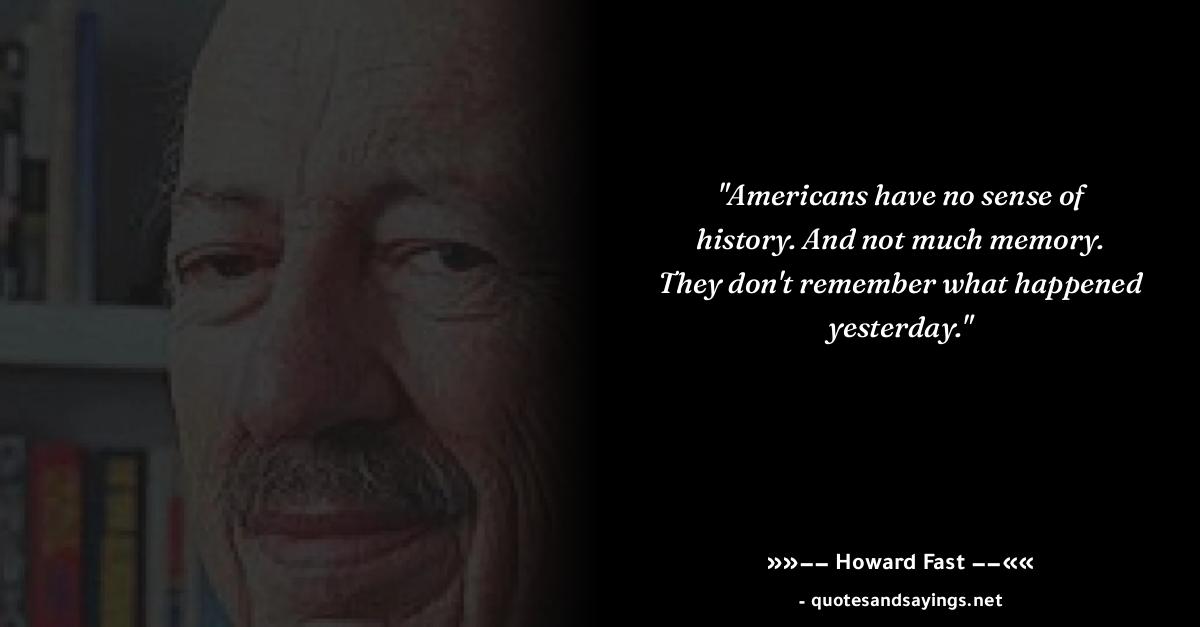 "Americans have no sense of
history. And not much memory.
They don't remember what happened
yesterday."
»»−− Howard Fast −−««
- quotesandsayings.net